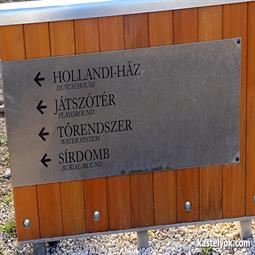 ← HOLLANDI-HÁZ
DUTCH HOUSE
← JÁTSZÓTÉR
PLAYGROUND
← TÓRENDSZER
WATER SYSTEM
← SÍRDOMB
BURIAL MOUND
kastelyok.com